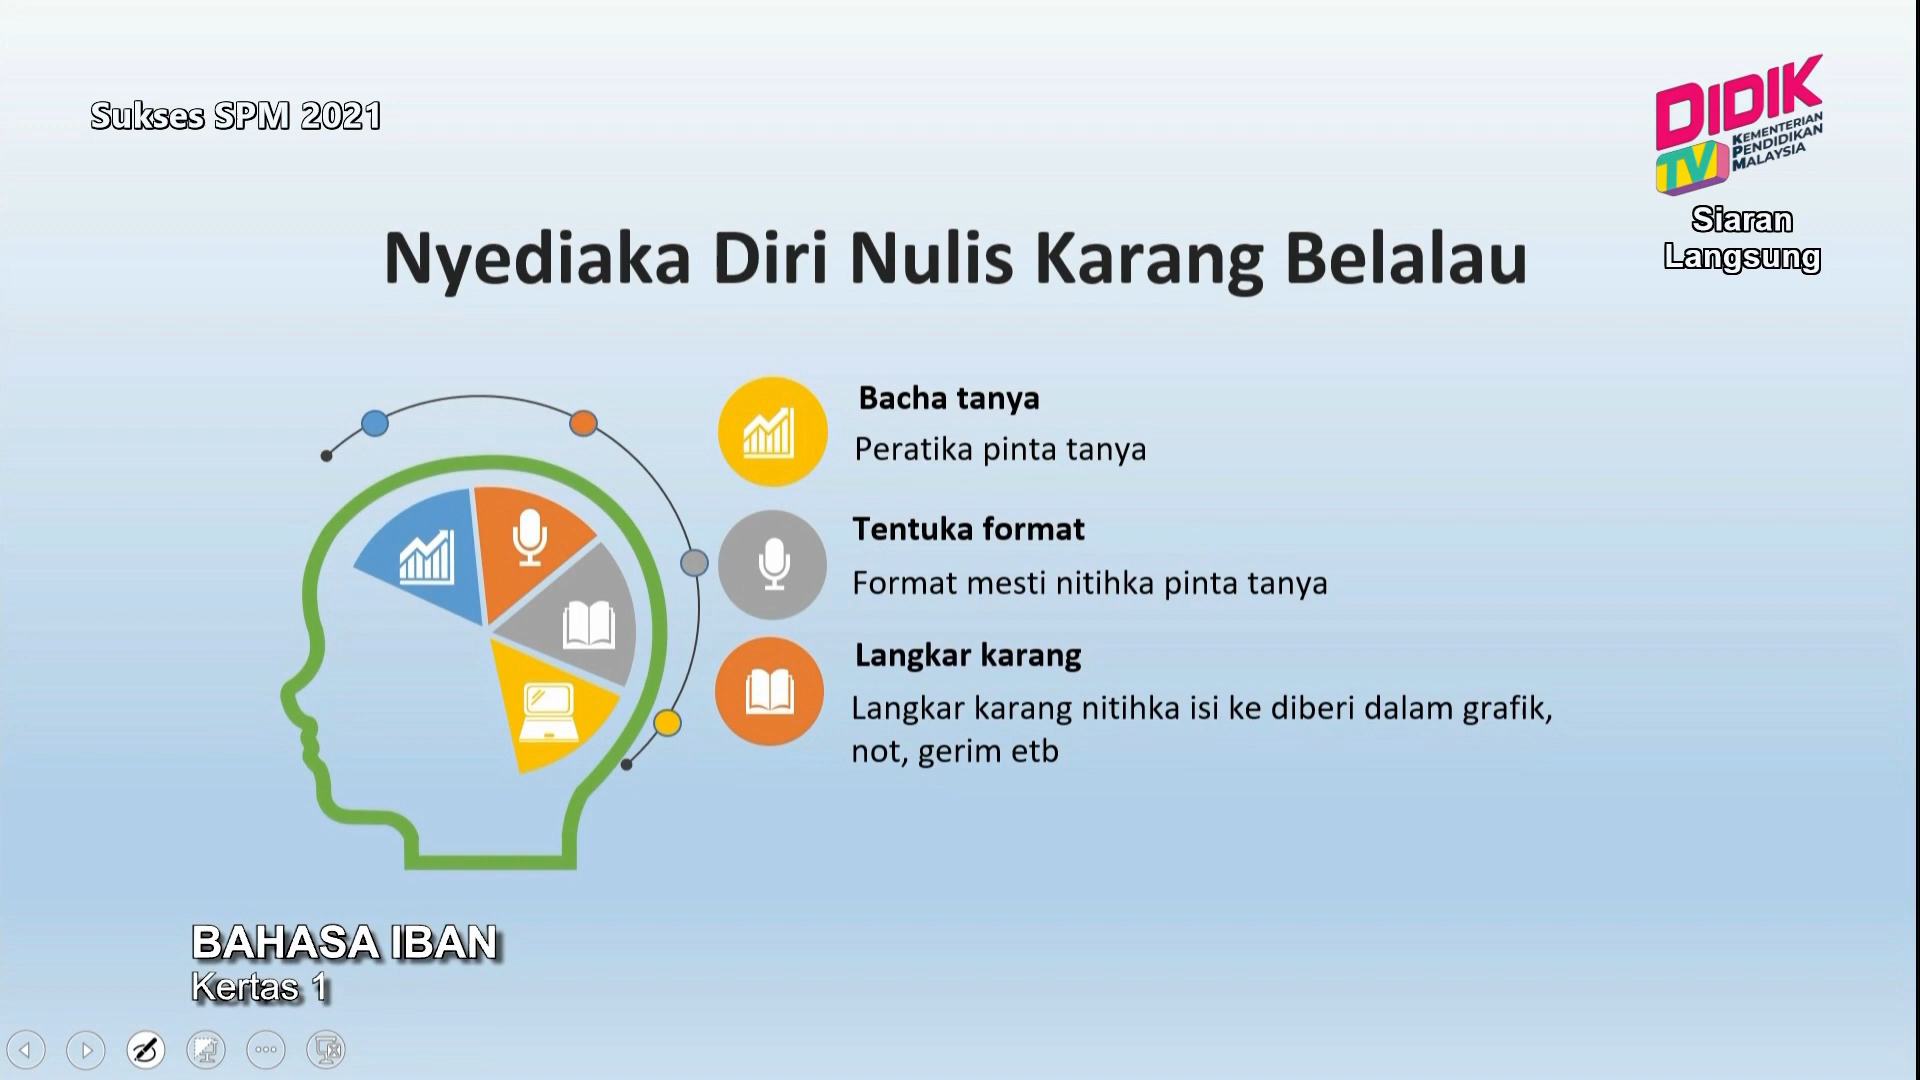 Sukses SPM 2021
DIDIK
TV
KEMENTERIAN
PENDIDIKAN
MALAYSIA
Siaran
Langsung
Nyediaka Diri Nulis Karang Belalau
Bacha tanya
Peratika pinta tanya
Tentuka format
Format mesti nitihka pinta tanya
Langkar karang
Langkar karang nitihka isi ke diberi dalam grafik,
not, gerim etb
BAHASA IBAN
Kertas 1